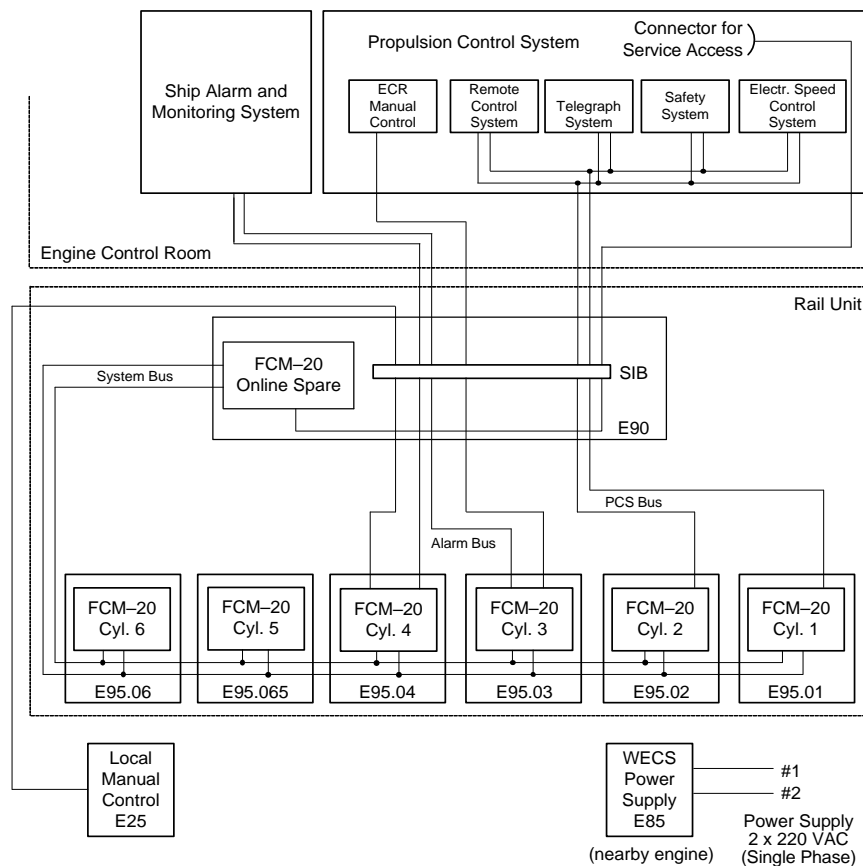 Propulsion Control System
Connector for
Service Access
Ship Alarm and
Monitoring System
ECR
Manual
Control
Remote
Control
System
Telegraph
System
Safety
System
Electr. Speed
Control
System
Engine Control Room
Rail Unit
FCM–20
Online Spare
System Bus
SIB
E90
PCS Bus
Alarm Bus
FCM–20
Cyl. 6
FCM–20
Cyl. 5
FCM–20
Cyl. 4
FCM–20
Cyl. 3
FCM–20
Cyl. 2
FCM–20
Cyl. 1
E95.06
E95.065
E95.04
E95.03
E95.02
E95.01
Local
Manual
Control
E25
WECS
Power
Supply
E85
(nearby engine)
#1
#2
Power Supply
2 x 220 VAC
(Single Phase)